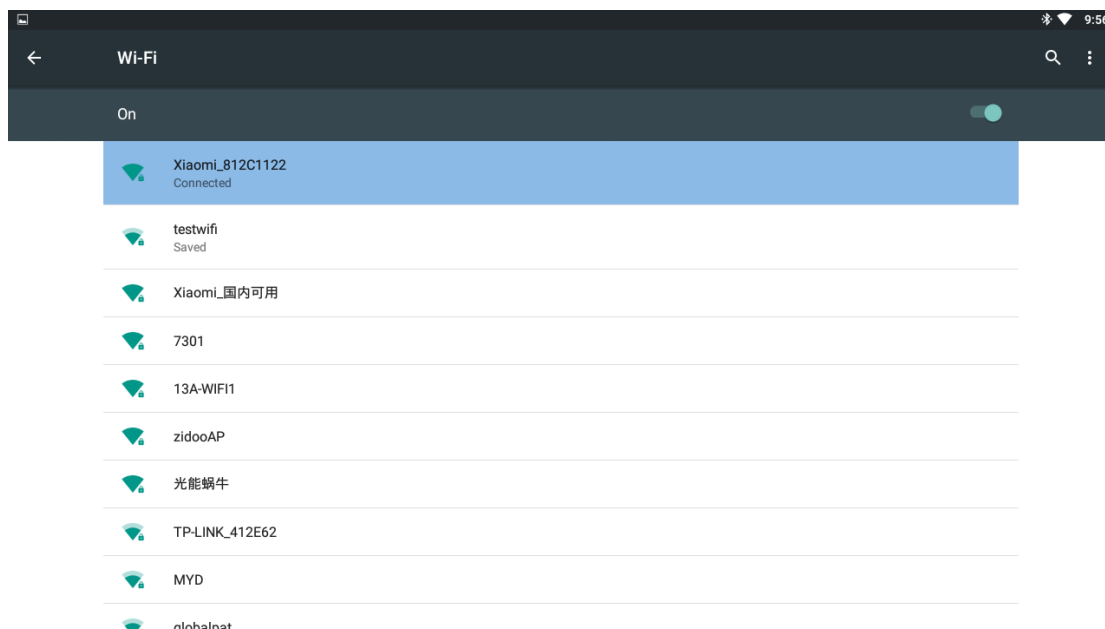 9:56
Wi-Fi
On
Xiaomi_812C1122
Connected
testwifi
Saved
Xiaomi_国内可用
7301
13A-WIFI1
zidooAP
光能蜗牛
TP-LINK_412E62
MYD
globalpat